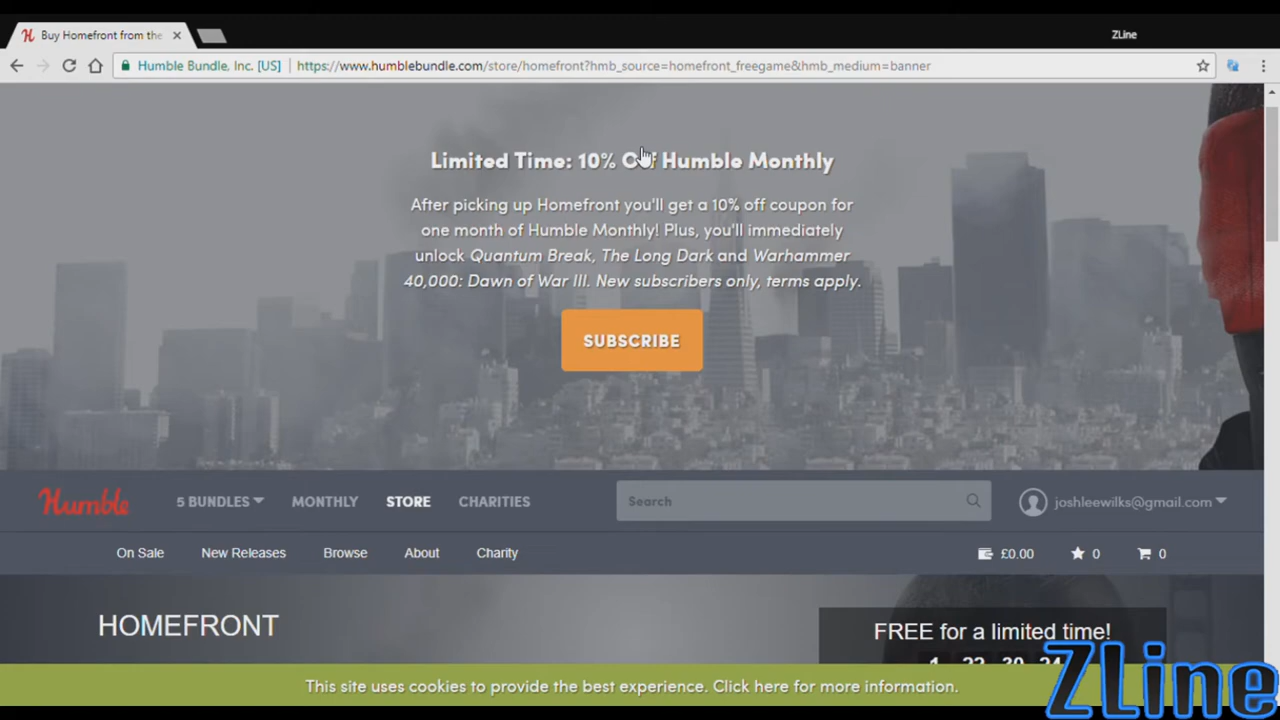 Buy Homefront from the
ZLine
Humble Bundle, Inc. [US]
https://www.humblebundle.com/store/homefront?hmb_source=homefront_freegame&hmb_medium=banner
Limited Time: 10% Off Humble Monthly
After picking up Homefront you'll get a 10% off coupon for
one month of Humble Monthly! Plus, you'll immediately
unlock Quantum Break, The Long Dark and Warhammer
40,000: Dawn of War III. New subscribers only, terms apply.
SUBSCRIBE
Humble
5 BUNDLES
MONTHLY
STORE
CHARITIES
Search
joshleewilks@gmail.com
On Sale
New Releases
Browse
About
Charity
£0.00
0
0
HOMEFRONT
FREE for a limited time!
This site uses cookies to provide the best experience. Click here for more information.
ZLine